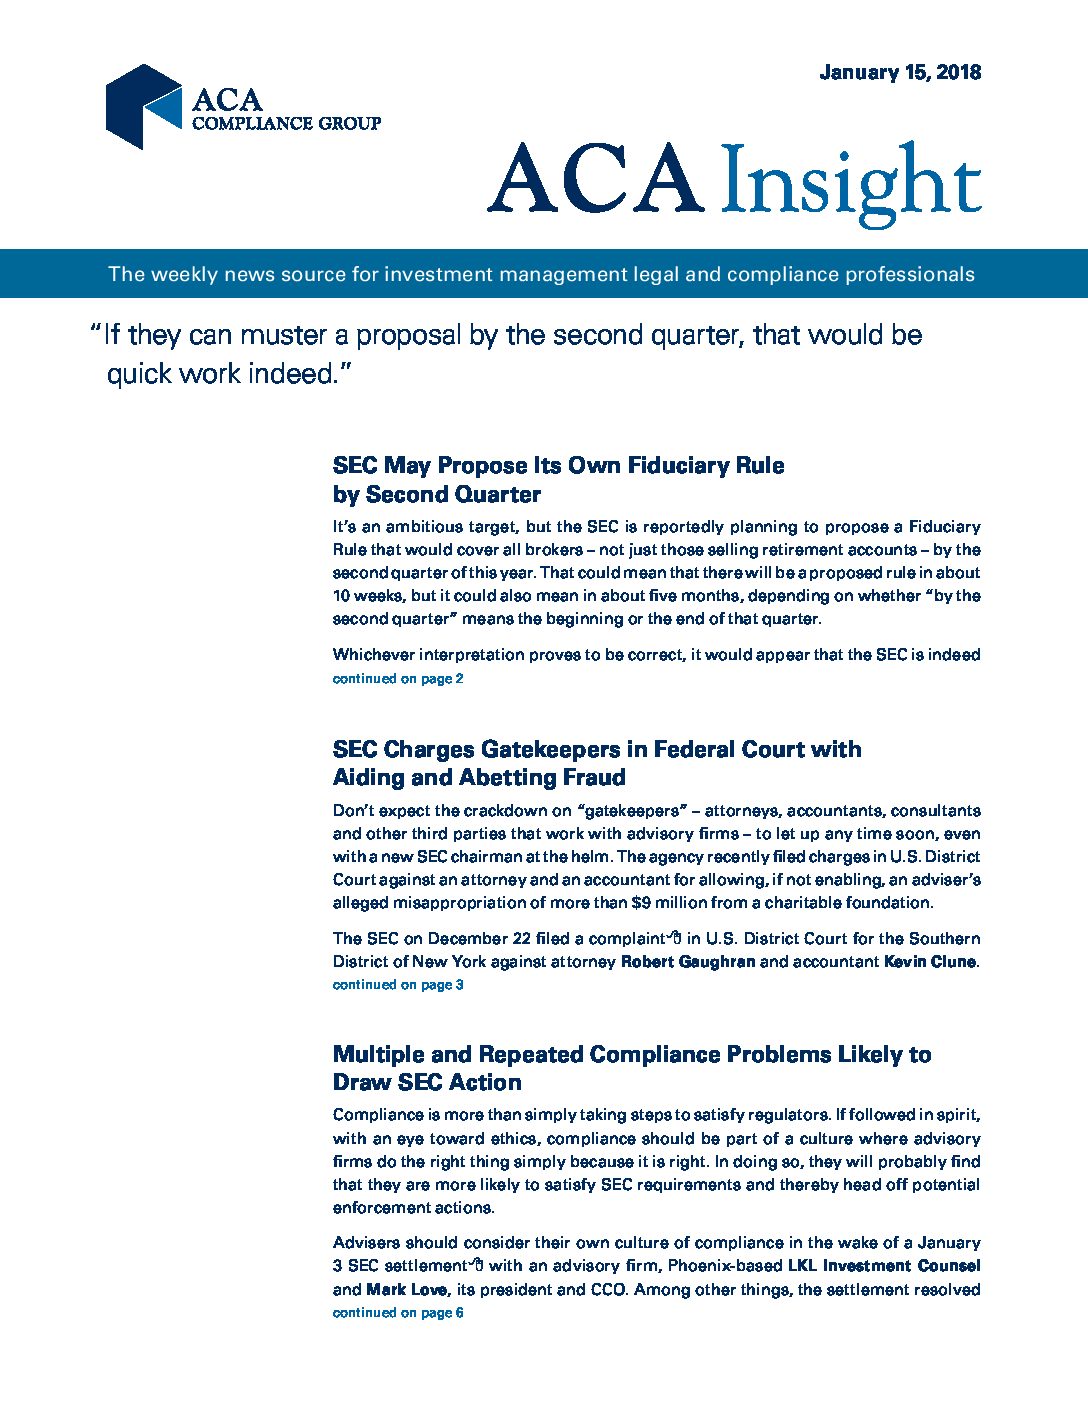 January 15, 2018
ACA
COMPLIANCE GROUP
ACA Insight
The weekly news source for investment management legal and compliance professionals
“If they can muster a proposal by the second quarter, that would be
quick work indeed.”
SEC May Propose Its Own Fiduciary Rule
by Second Quarter
It’s an ambitious target, but the SEC is reportedly planning to propose a Fiduciary
Rule that would cover all brokers – not just those selling retirement accounts – by the
second quarter of this year. That could mean that there will be a proposed rule in about
10 weeks, but it could also mean in about five months, depending on whether “by the
second quarter” means the beginning or the end of that quarter.
Whichever interpretation proves to be correct, it would appear that the SEC is indeed
continued on page 2
SEC Charges Gatekeepers in Federal Court with
Aiding and Abetting Fraud
Don’t expect the crackdown on “gatekeepers” – attorneys, accountants, consultants
and other third parties that work with advisory firms – to let up any time soon, even
with a new SEC chairman at the helm. The agency recently filed charges in U.S. District
Court against an attorney and an accountant for allowing, if not enabling, an adviser’s
alleged misappropriation of more than $9 million from a charitable foundation.
The SEC on December 22 filed a complaint in U.S. District Court for the Southern
District of New York against attorney Robert Gaughran and accountant Kevin Clune.
continued on page 3
Multiple and Repeated Compliance Problems Likely to
Draw SEC Action
Compliance is more than simply taking steps to satisfy regulators. If followed in spirit,
with an eye toward ethics, compliance should be part of a culture where advisory
firms do the right thing simply because it is right. In doing so, they will probably find
that they are more likely to satisfy SEC requirements and thereby head off potential
enforcement actions.
Advisers should consider their own culture of compliance in the wake of a January
3 SEC settlement with an advisory firm, Phoenix-based LKL Investment Counsel
and Mark Love, its president and CCO. Among other things, the settlement resolved
continued on page 6